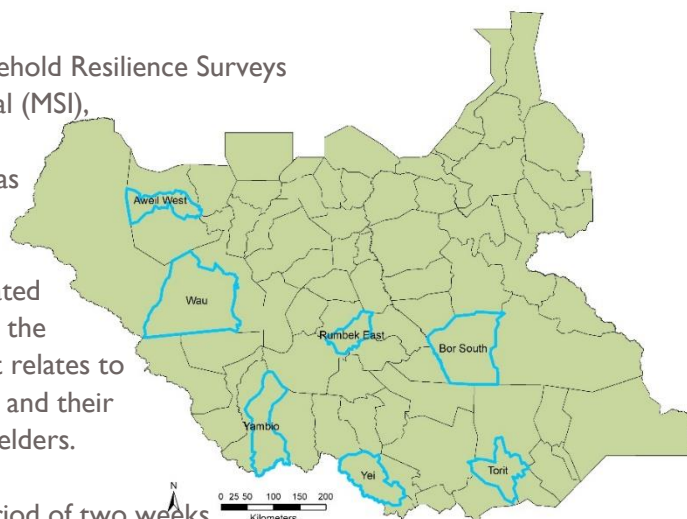 ehold Resilience Surveys
al (MSI),
as
ated
the
t relates to
and their
elders.
riod of two weeks
Aweil West
Wau
Rumbek East
Bor South
Yambio
Yei
Torit
N
0 25 50 100 150 200
Kilometers